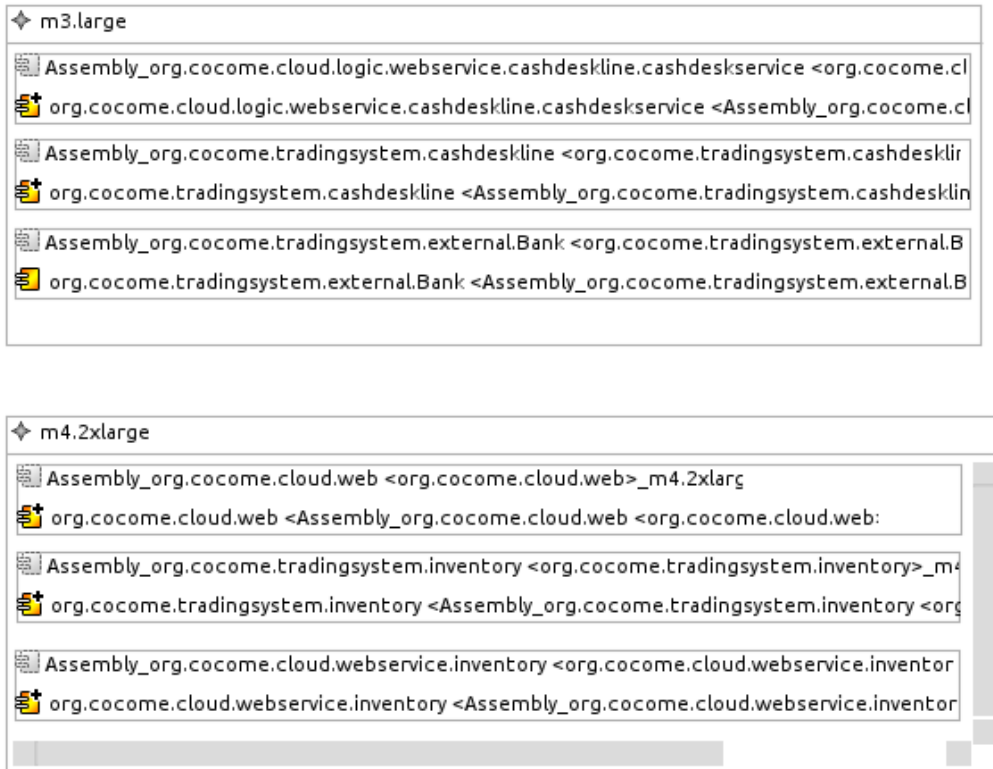 m3.large
Assembly_org.cocome.cloud.logic.webservice.cashdeskline.cashdeskservice <org.cocome.cl
org.cocome.cloud.logic.webservice.cashdeskline.cashdeskservice <Assembly_org.cocome.cl
Assembly_org.cocome.tradingsystem.cashdeskline <org.cocome.tradingsystem.cashdesklin
org.cocome.tradingsystem.cashdeskline <Assembly_org.cocome.tradingsystem.cashdesklin
Assembly_org.cocome.tradingsystem.external.Bank <org.cocome.tradingsystem.external.B
org.cocome.tradingsystem.external.Bank <Assembly_org.cocome.tradingsystem.external.B
m4.2xlarge
Assembly_org.cocome.cloud.web <org.cocome.cloud.web>_m4.2xlarg
org.cocome.cloud.web <Assembly_org.cocome.cloud.web <org.cocome.cloud.web:
Assembly_org.cocome.tradingsystem.inventory <org.cocome.tradingsystem.inventory>_m4
org.cocome.tradingsystem.inventory <Assembly_org.cocome.tradingsystem.inventory <org
Assembly_org.cocome.cloud.webservice.inventory <org.cocome.cloud.webservice.inventor
org.cocome.cloud.webservice.inventory <Assembly_org.cocome.cloud.webservice.inventor